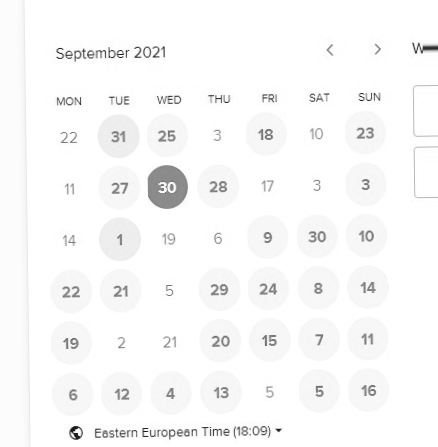 September 2021
MON TUE WED THU FRI SAT SUN
22 31 25 3 18 10 23
11 27 30 28 17 3 3
14 1 19 6 9 30 10
22 21 5 29 24 8 14
19 2 21 20 15 7 11
6 12 4 13 5 5 16
Eastern European Time (18:09)